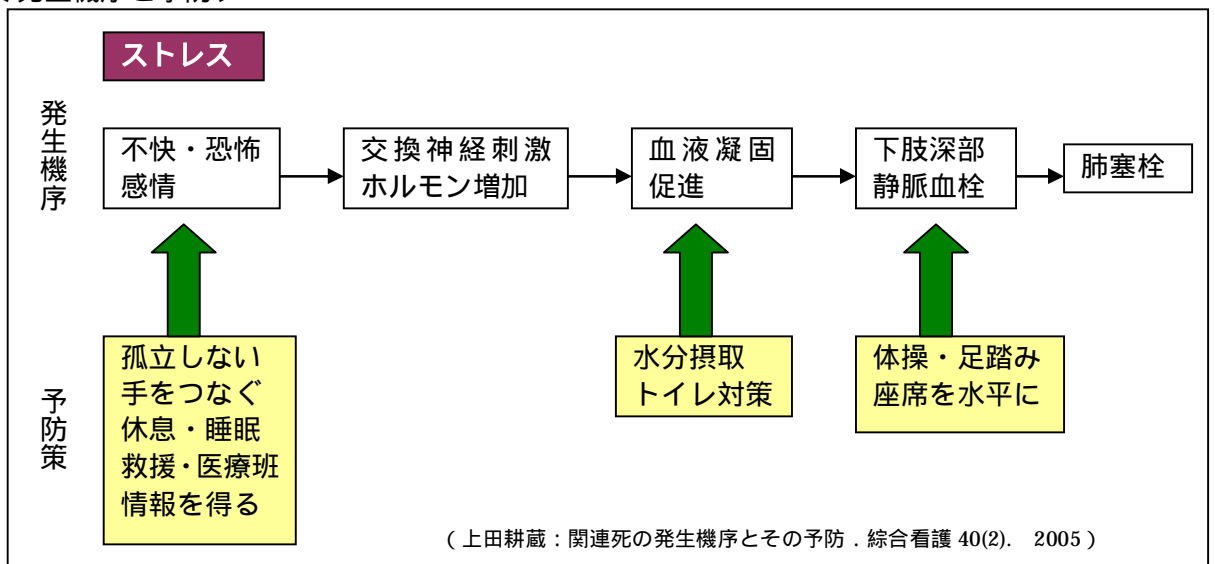 ストレス
発生機序
不快・恐怖
感情
交換神経刺激
ホルモン増加
血液凝固
促進
下肢深部
静脈血栓
肺塞栓
予防策
孤立しない
手をつなぐ
休息・睡眠
救援・医療班
情報を得る
水分摂取
トイレ対策
体操・足踏み
座席を水平に
(上田耕蔵:関連死の発生機序とその予防.綜合看護 40(2). 2005)